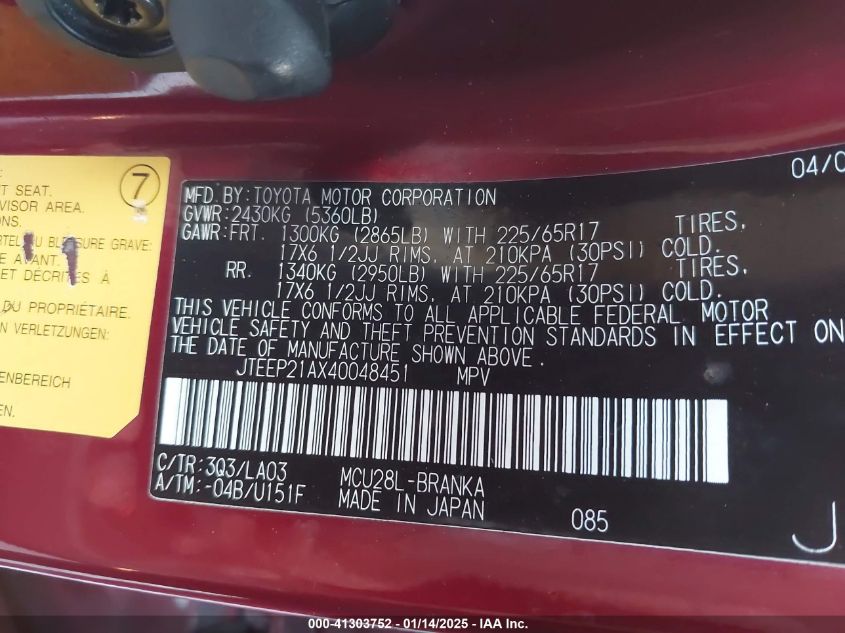 7
T SEAT.
VISOR AREA.
BLESSURE GRAVE:
AVANT.
ET DÉCRITES À
DU PROPRIÉTAIRE.
EN VERLETZUNGEN:
ENBEREICH
04/0
MFD. BY: TOYOTA MOTOR CORPORATION
GVWR: 2430KG (5360LB)
GAWR: FRT. 1300KG (2865LB) WITH 225/65R17 TIRES,
17X6 1/2JJ RIMS, AT 210KPA (30PSI) COLD.
RR. 1340KG (2950LB) WITH 225/65R17 TIRES,
17X6 1/2JJ RIMS, AT 210KPA (30PSI) COLD.
THIS VEHICLE CONFORMS TO ALL APPLICABLE FEDERAL MOTOR
VEHICLE SAFETY AND THEFT PREVENTION STANDARDS IN EFFECT ON
THE DATE OF MANUFACTURE SHOWN ABOVE.
JTEEP21AX40048451 MPV
C/TR: 3Q3/LA03 MCU28L-BRANKA
A/TM: -04B/U151F MADE IN JAPAN
085
J
000-41303752 — 01/14/2025 - IAA Inc.